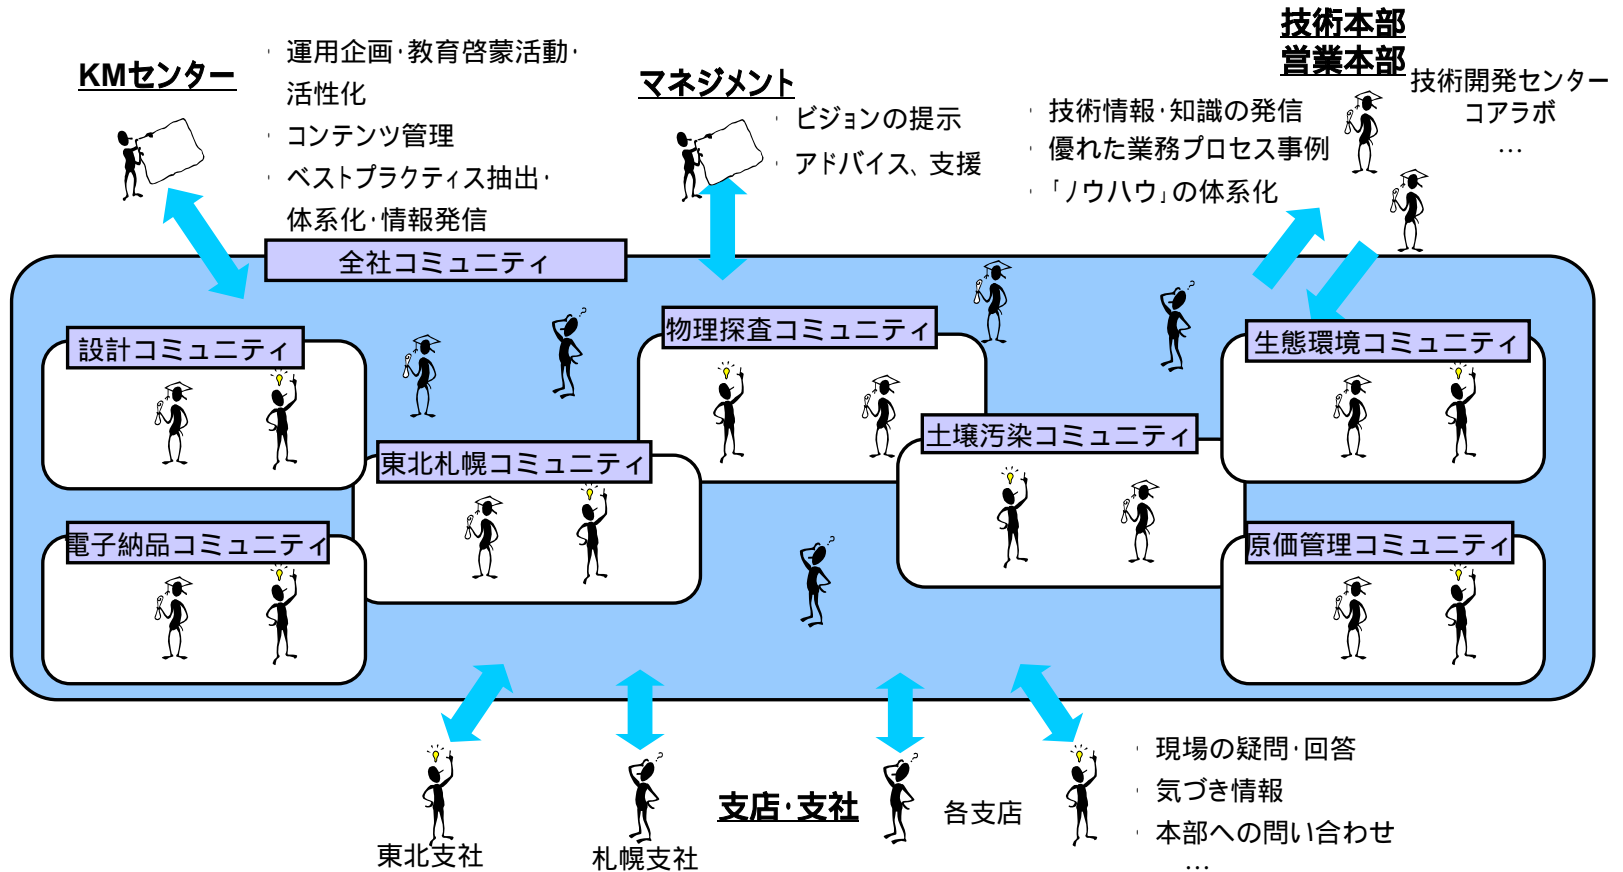 KMセンター
・ 運用企画・教育啓蒙活動・
活性化
・ コンテンツ管理
・ ベストプラクティス抽出・
体系化・情報発信
マネジメント
・ ビジョンの提示
・ アドバイス、支援
技術本部
営業本部
・ 技術情報・知識の発信
・ 優れた業務プロセス事例
・ 「ノウハウ」の体系化
技術開発センター
コアラボ
…
全社コミュニティ
設計コミュニティ
物理探査コミュニティ
生態環境コミュニティ
東北札幌コミュニティ
土壌汚染コミュニティ
電子納品コミュニティ
原価管理コミュニティ
東北支社
札幌支社
支店・支社
各支店
・ 現場の疑問・回答
・ 気づき情報
・ 本部への問い合わせ
…